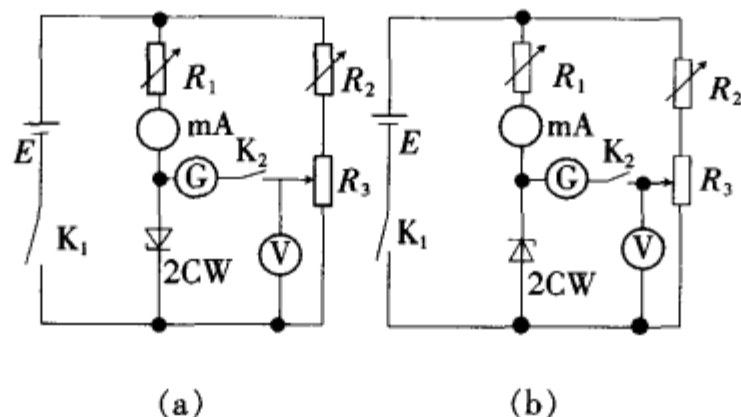 R₁ R₂ R₁ R₂
mA mA
E K₂ E K₂
G R₃ G R₃
K₁ V K₁ V
2CW 2CW
(a) (b)